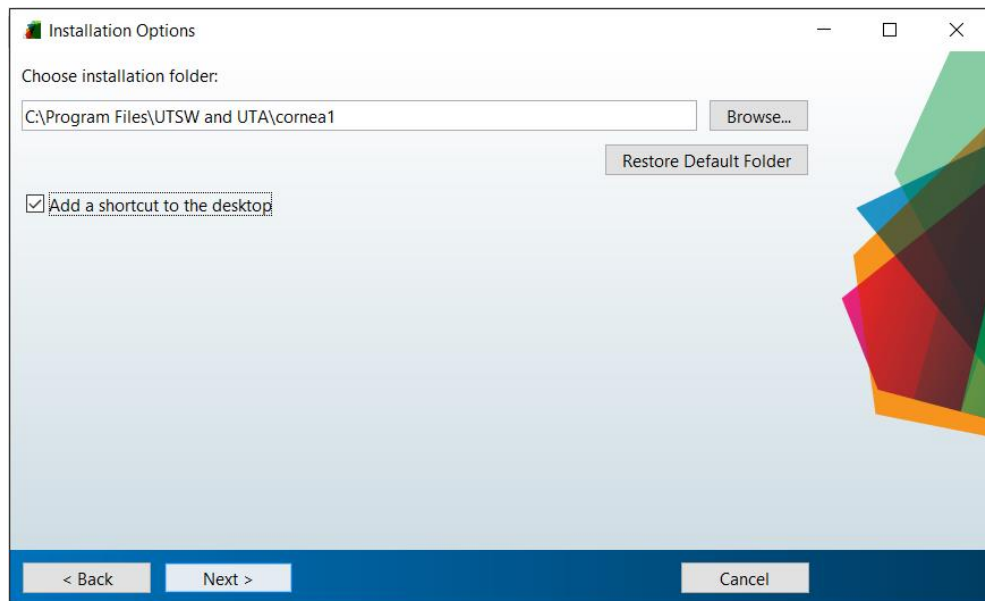 Installation Options
Choose installation folder:
C:\Program Files\UTSW and UTA\cornea1
Browse...
Restore Default Folder
Add a shortcut to the desktop
< Back
Next >
Cancel